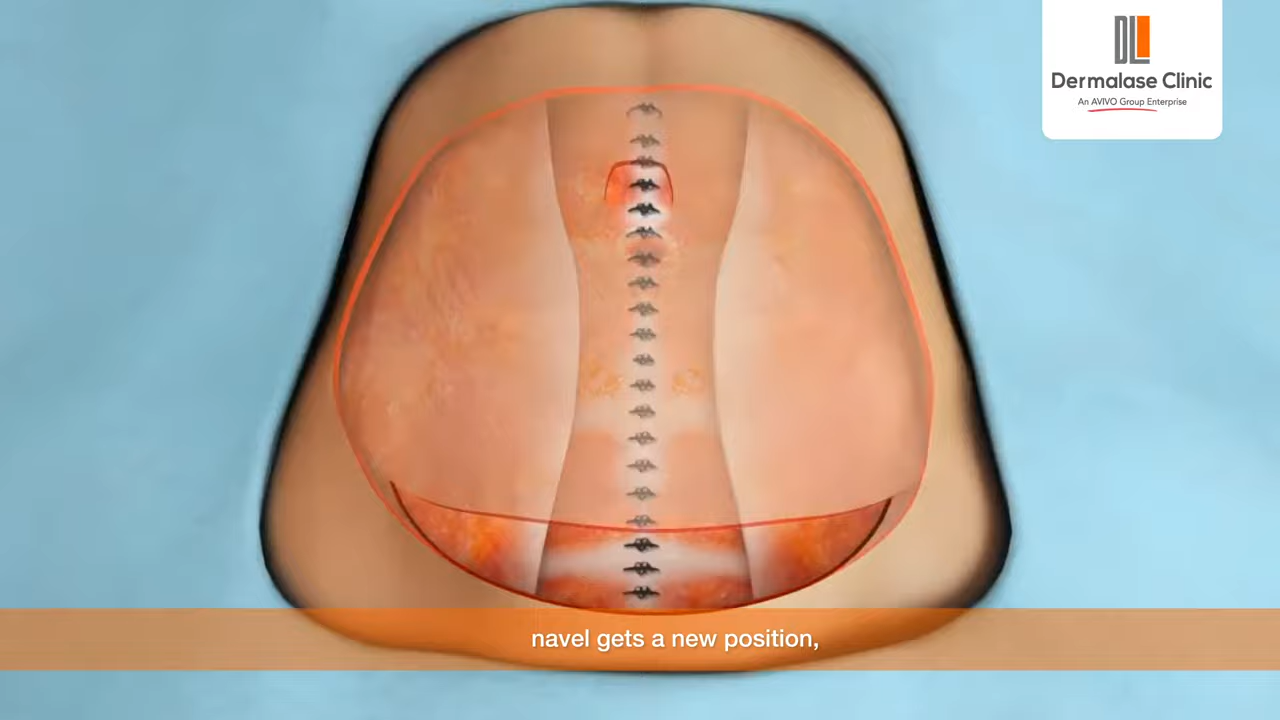 DL
Dermalase Clinic
An AVIVO Group Enterprise
navel gets a new position,